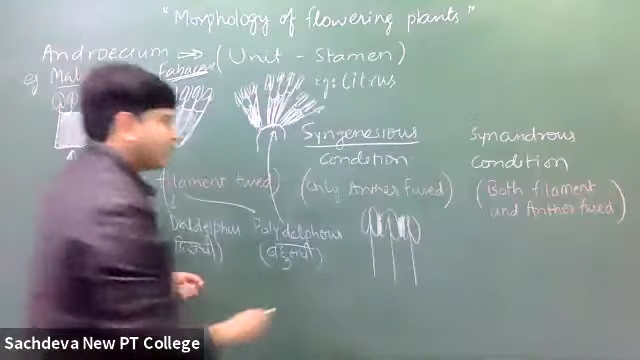 "Morphology of flowering plants"
Androecium ⇒ (Unit - Stamen)
eg Mal Fabaceae
Eg: Citrus
Syngenesious
condition
(only Anther fused)
Synandrous
condition
(Both filament
and Anther fused)
filament fused)
Polydelphous
Sachdeva New PT College